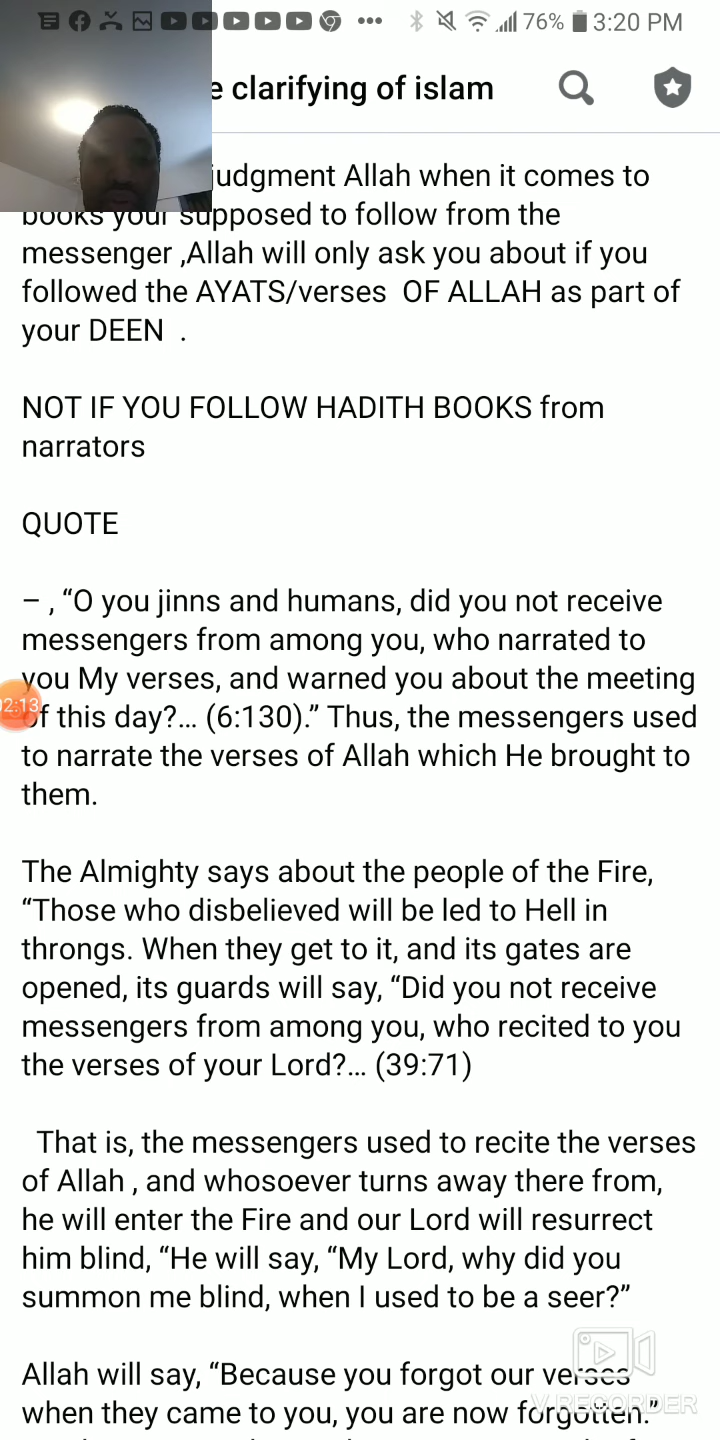 76% 3:20 PM
e clarifying of islam
judgment Allah when it comes to
books your supposed to follow from the
messenger ,Allah will only ask you about if you
followed the AYATS/verses OF ALLAH as part of
your DEEN .
NOT IF YOU FOLLOW HADITH BOOKS from
narrators
QUOTE
– , “O you jinns and humans, did you not receive
messengers from among you, who narrated to
you My verses, and warned you about the meeting
02:13
of this day?... (6:130).” Thus, the messengers used
to narrate the verses of Allah which He brought to
them.
The Almighty says about the people of the Fire,
“Those who disbelieved will be led to Hell in
throngs. When they get to it, and its gates are
opened, its guards will say, “Did you not receive
messengers from among you, who recited to you
the verses of your Lord?... (39:71)
That is, the messengers used to recite the verses
of Allah , and whosoever turns away there from,
he will enter the Fire and our Lord will resurrect
him blind, “He will say, “My Lord, why did you
summon me blind, when I used to be a seer?”
Allah will say, “Because you forgot our verses
when they came to you, you are now forgotten.”
V RECORDER